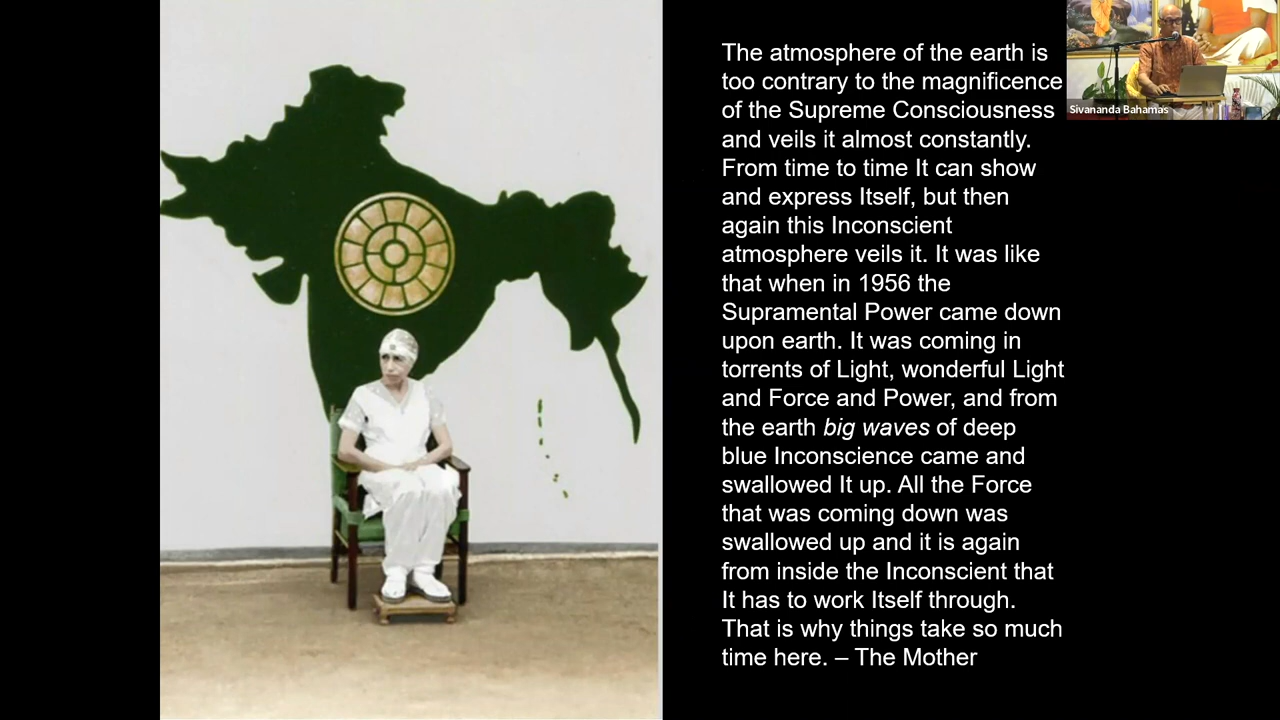 The atmosphere of the earth is
too contrary to the magnificence
of the Supreme Consciousness
and veils it almost constantly.
From time to time It can show
and express Itself, but then
again this Inconscient
atmosphere veils it. It was like
that when in 1956 the
Supramental Power came down
upon earth. It was coming in
torrents of Light, wonderful Light
and Force and Power, and from
the earth big waves of deep
blue Inconscience came and
swallowed It up. All the Force
that was coming down was
swallowed up and it is again
from inside the Inconscient that
It has to work Itself through.
That is why things take so much
time here. – The Mother
Sivananda Bahamas